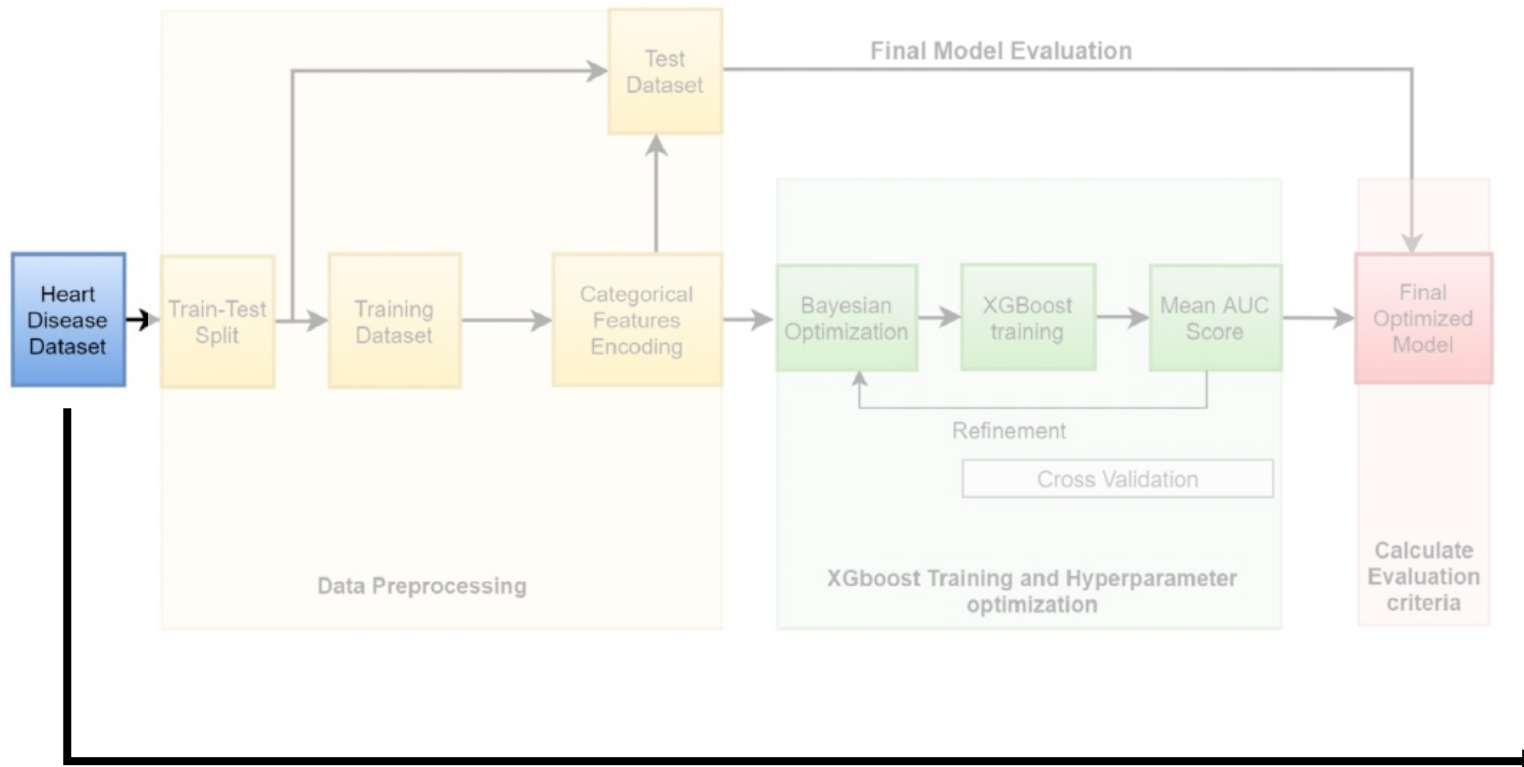 Test
Dataset
Final Model Evaluation
Heart
Disease
Dataset
Train-Test
Split
Training
Dataset
Categorical
Features
Encoding
Bayesian
Optimization
XGBoost
training
Mean AUC
Score
Final
Optimized
Model
Refinement
Cross Validation
Data Preprocessing
XGboost Training and Hyperparameter
optimization
Calculate
Evaluation
criteria